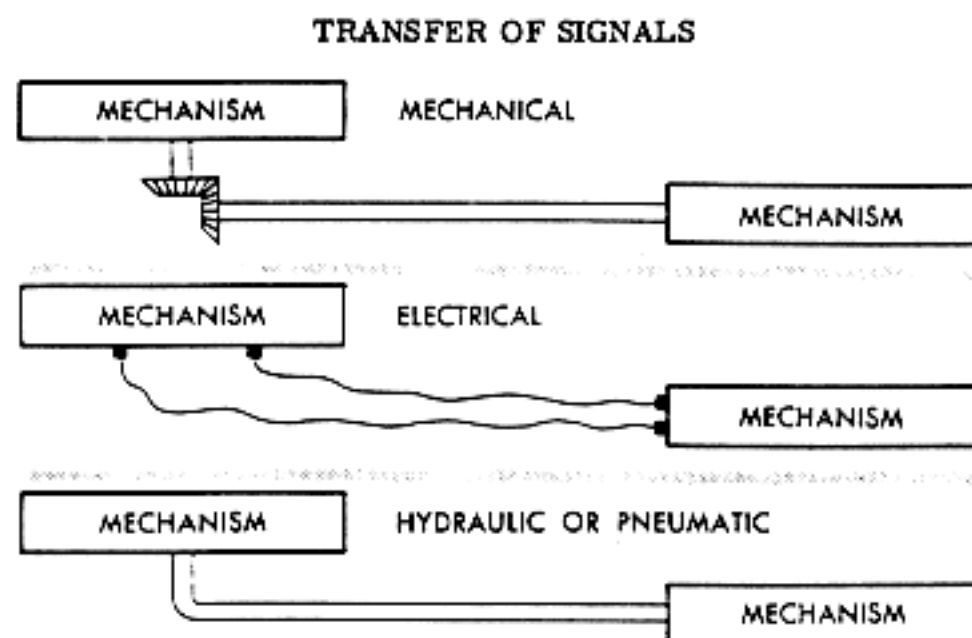 TRANSFER OF SIGNALS
MECHANISM MECHANICAL
MECHANISM
MECHANISM ELECTRICAL
MECHANISM
MECHANISM HYDRAULIC OR PNEUMATIC
MECHANISM